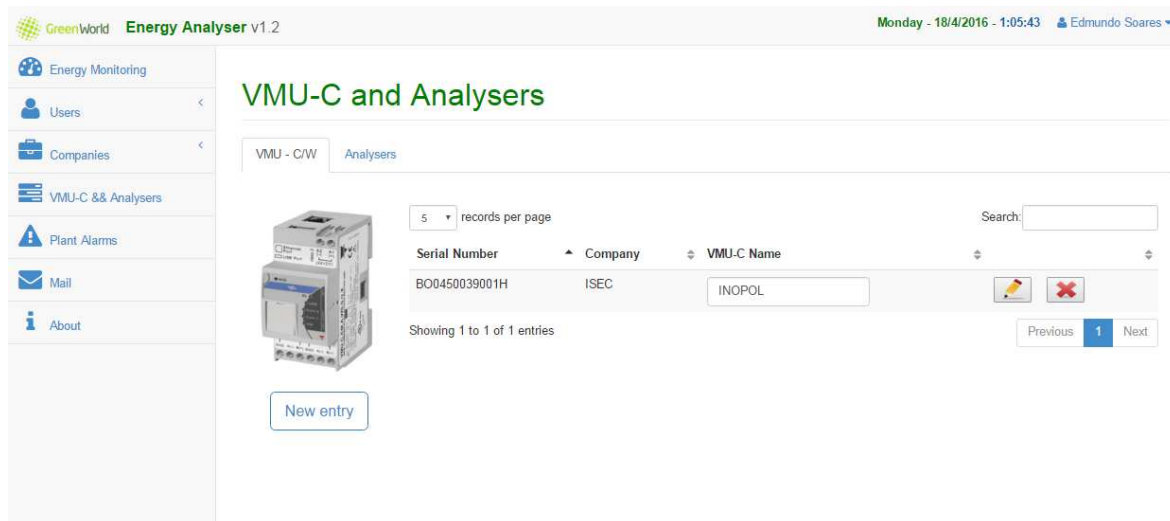 GreenWorld Energy Analyser v1.2
Monday - 18/4/2016 - 1:05:43 Edmundo Soares
Energy Monitoring
Users
Companies
VMU-C && Analysers
Plant Alarms
Mail
About
VMU-C and Analysers
VMU - C/W Analysers
5 records per page
Search:
Serial Number Company VMU-C Name
BO0450039001H ISEC INOPOL
Showing 1 to 1 of 1 entries
Previous 1 Next
New entry